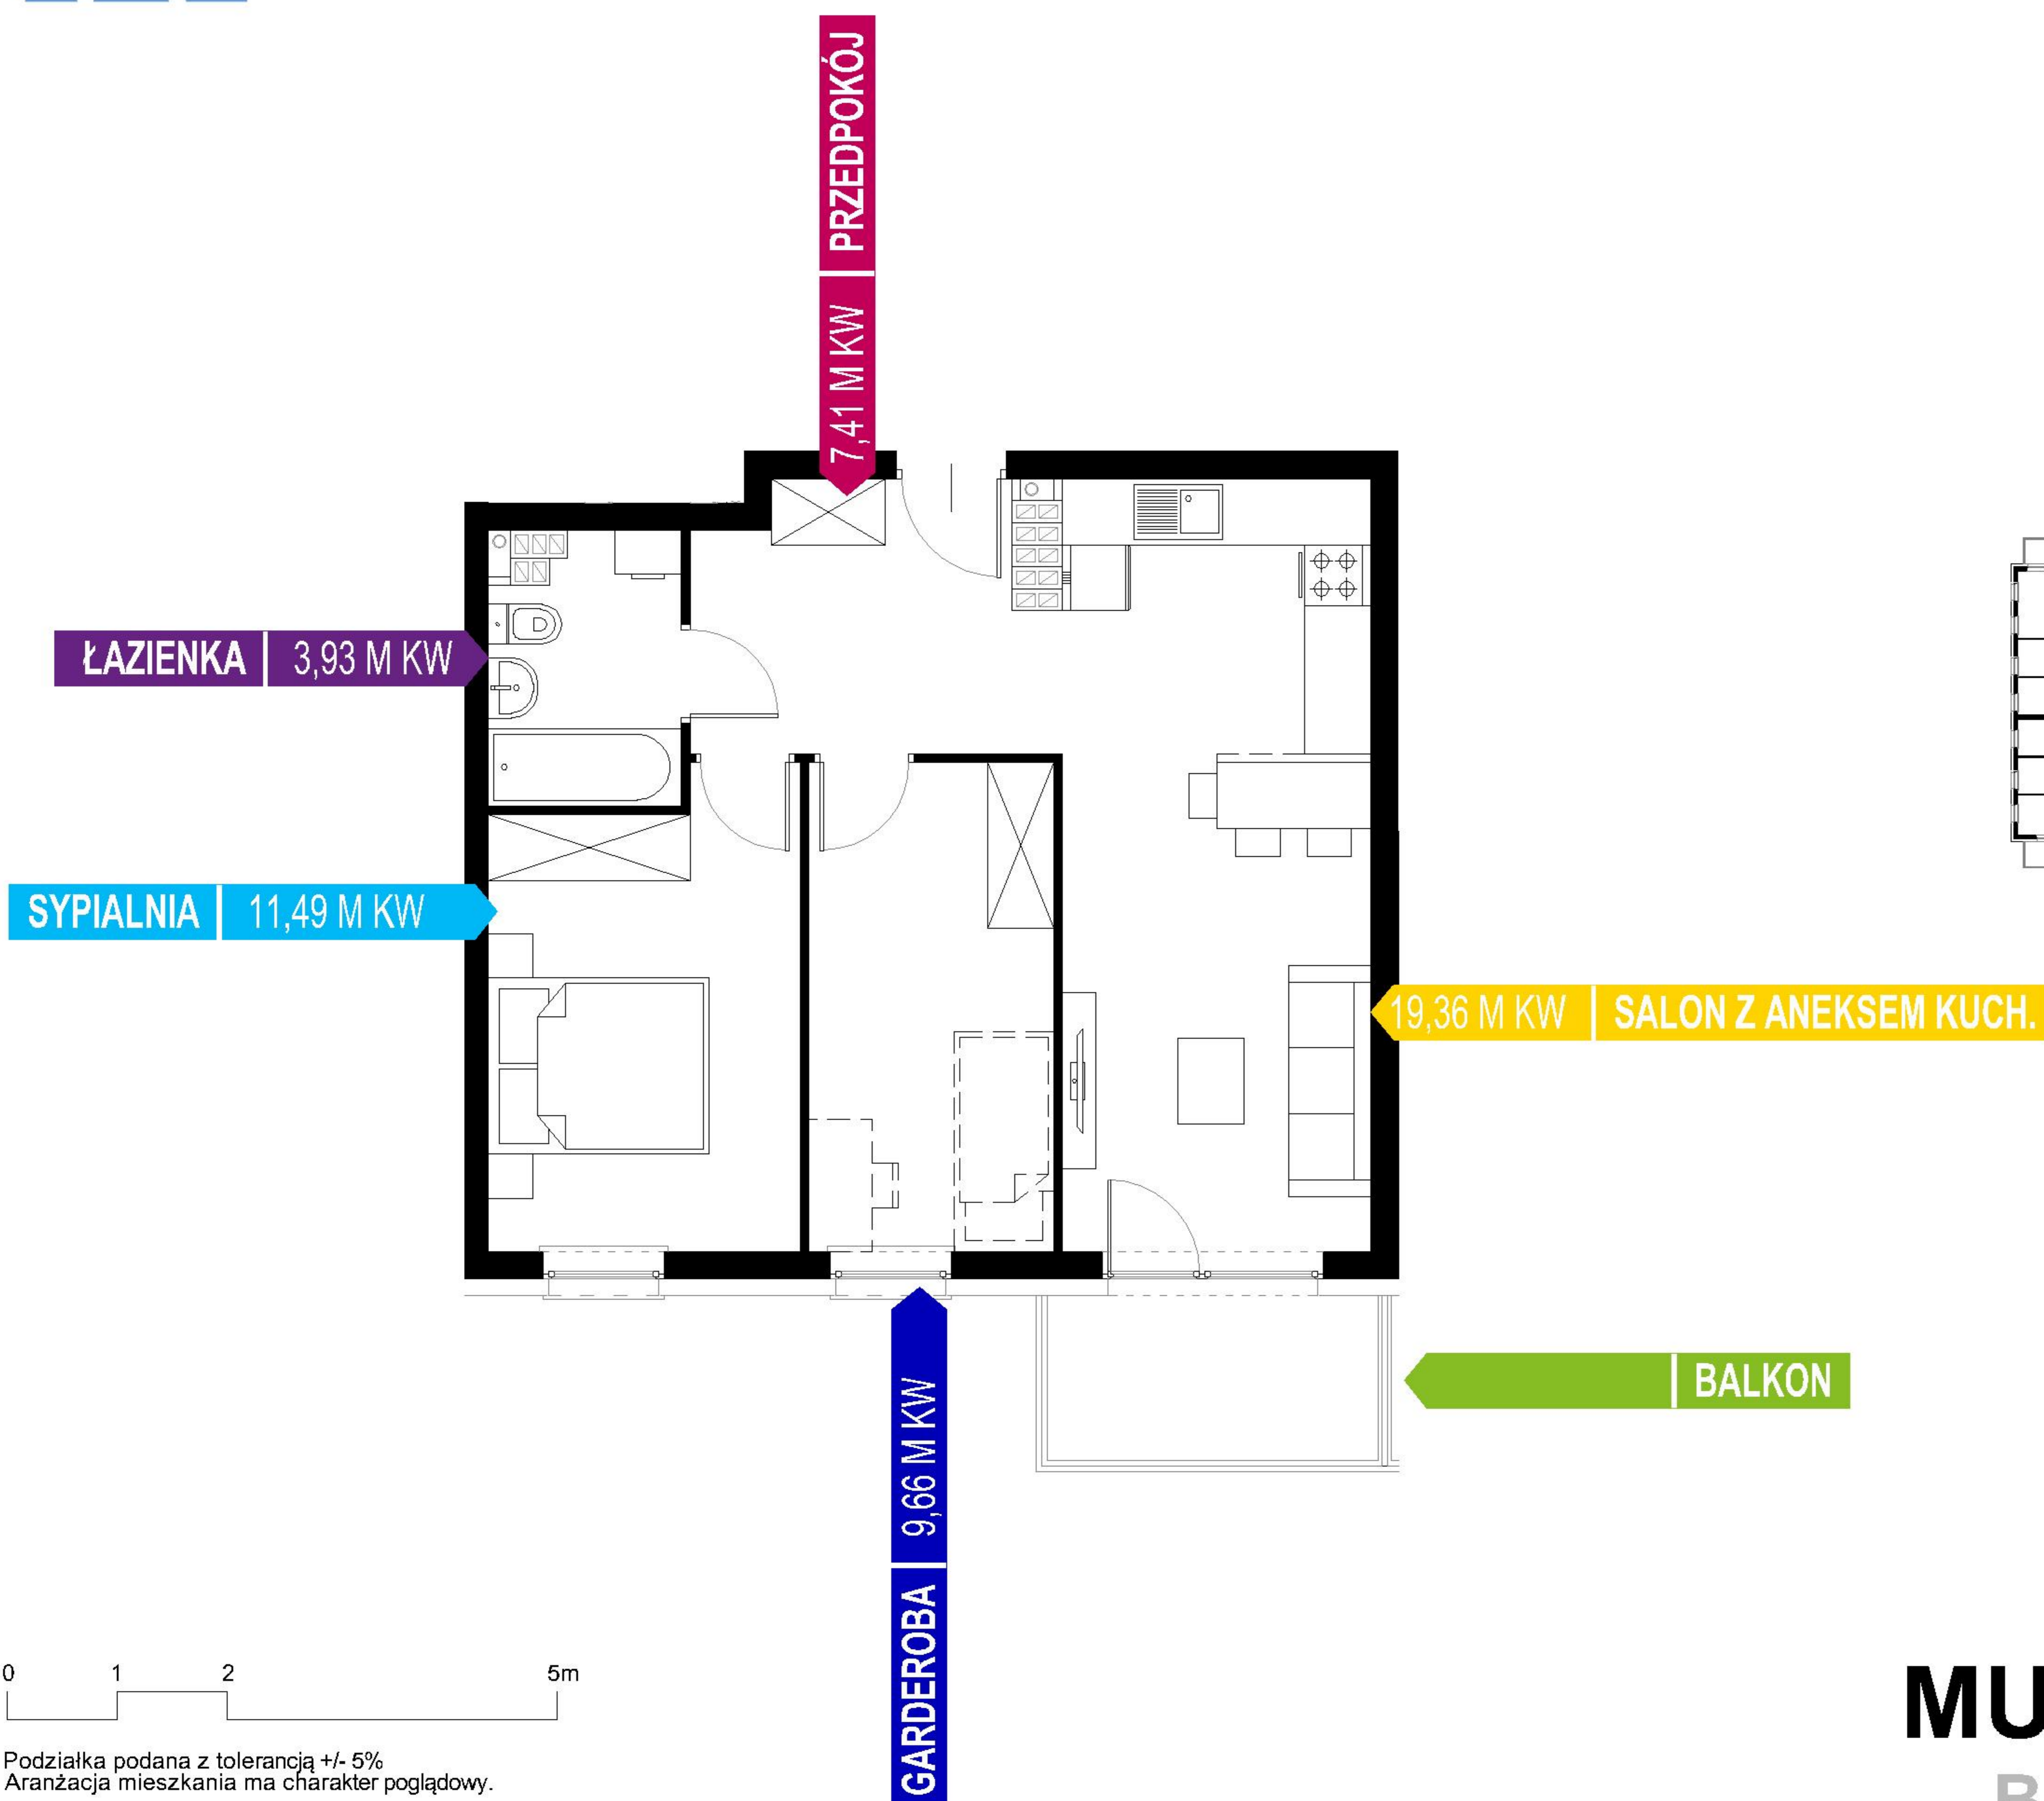 PRZEDPOKÓJ
7,41 M KW
ŁAZIENKA 3,93 M KW
SYPIALNIA 11,49 M KW
19,36 M KW SALON Z ANEKSEM KUCH.
BALKON
GARDEROBA 9,66 M KW
0 1 2 5m
Podziałka podana z tolerancją +/- 5%
Aranżacja mieszkania ma charakter poglądowy.
MU